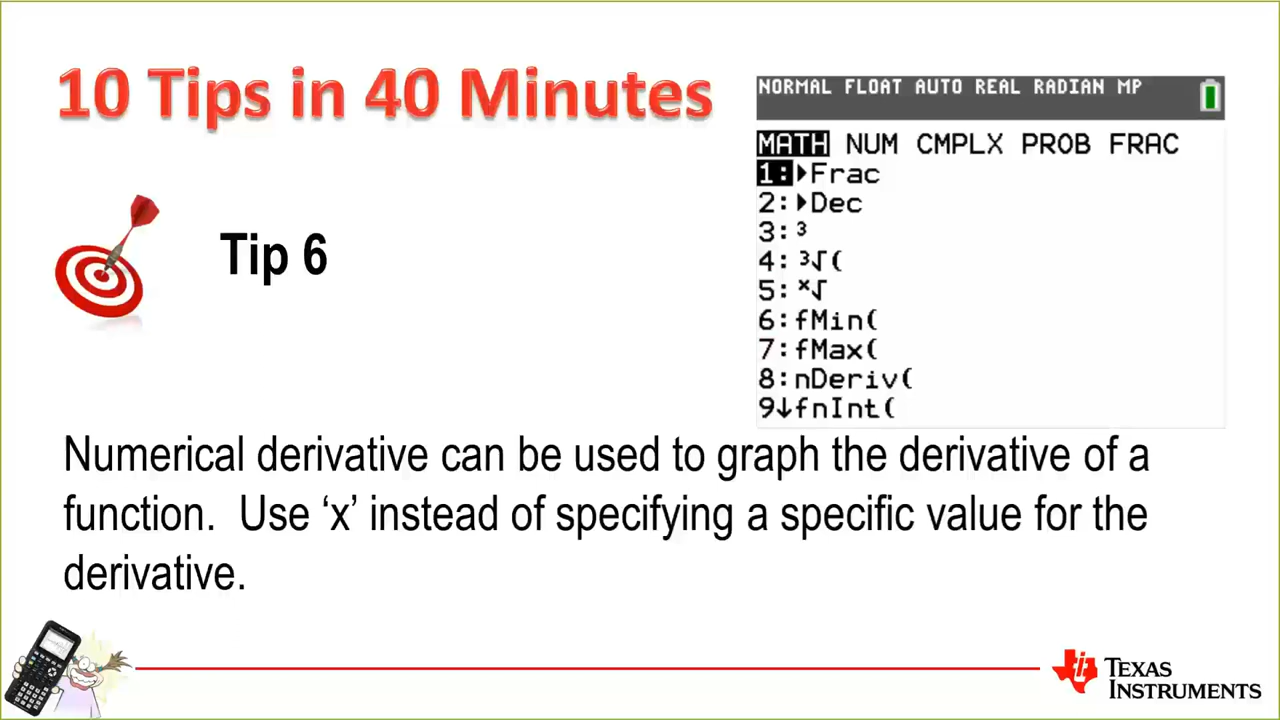 10 Tips in 40 Minutes
NORMAL FLOAT AUTO REAL RADIAN MP
MATH NUM CMPLX PROB FRAC
1:▶Frac
2:▶Dec
3:³
4:³√(
5:ˣ√
6:fMin(
7:fMax(
8:nDeriv(
9↓fnInt(
Tip 6
Numerical derivative can be used to graph the derivative of a
function.  Use ‘x’ instead of specifying a specific value for the
derivative.
TEXAS
INSTRUMENTS